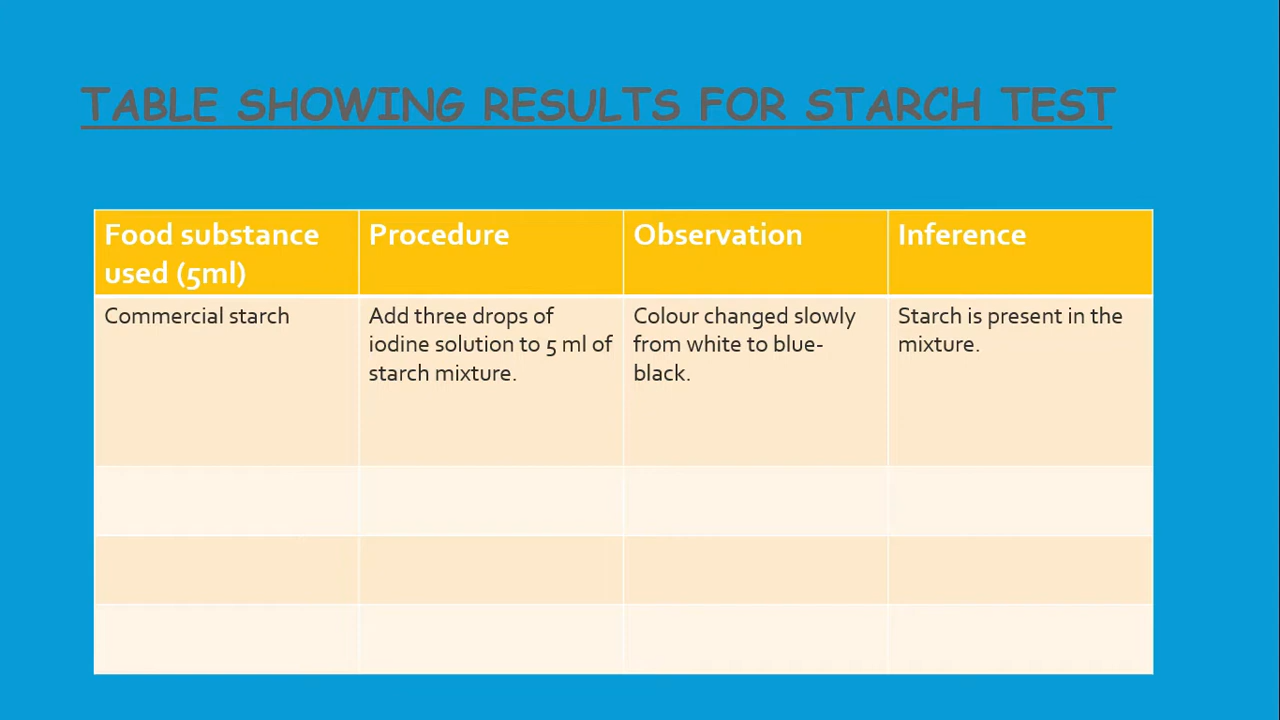 TABLE SHOWING RESULTS FOR STARCH TEST
Food substance
used (5ml)
Procedure
Observation
Inference
Commercial starch
Add three drops of
iodine solution to 5 ml of
starch mixture.
Colour changed slowly
from white to blue-
black.
Starch is present in the
mixture.